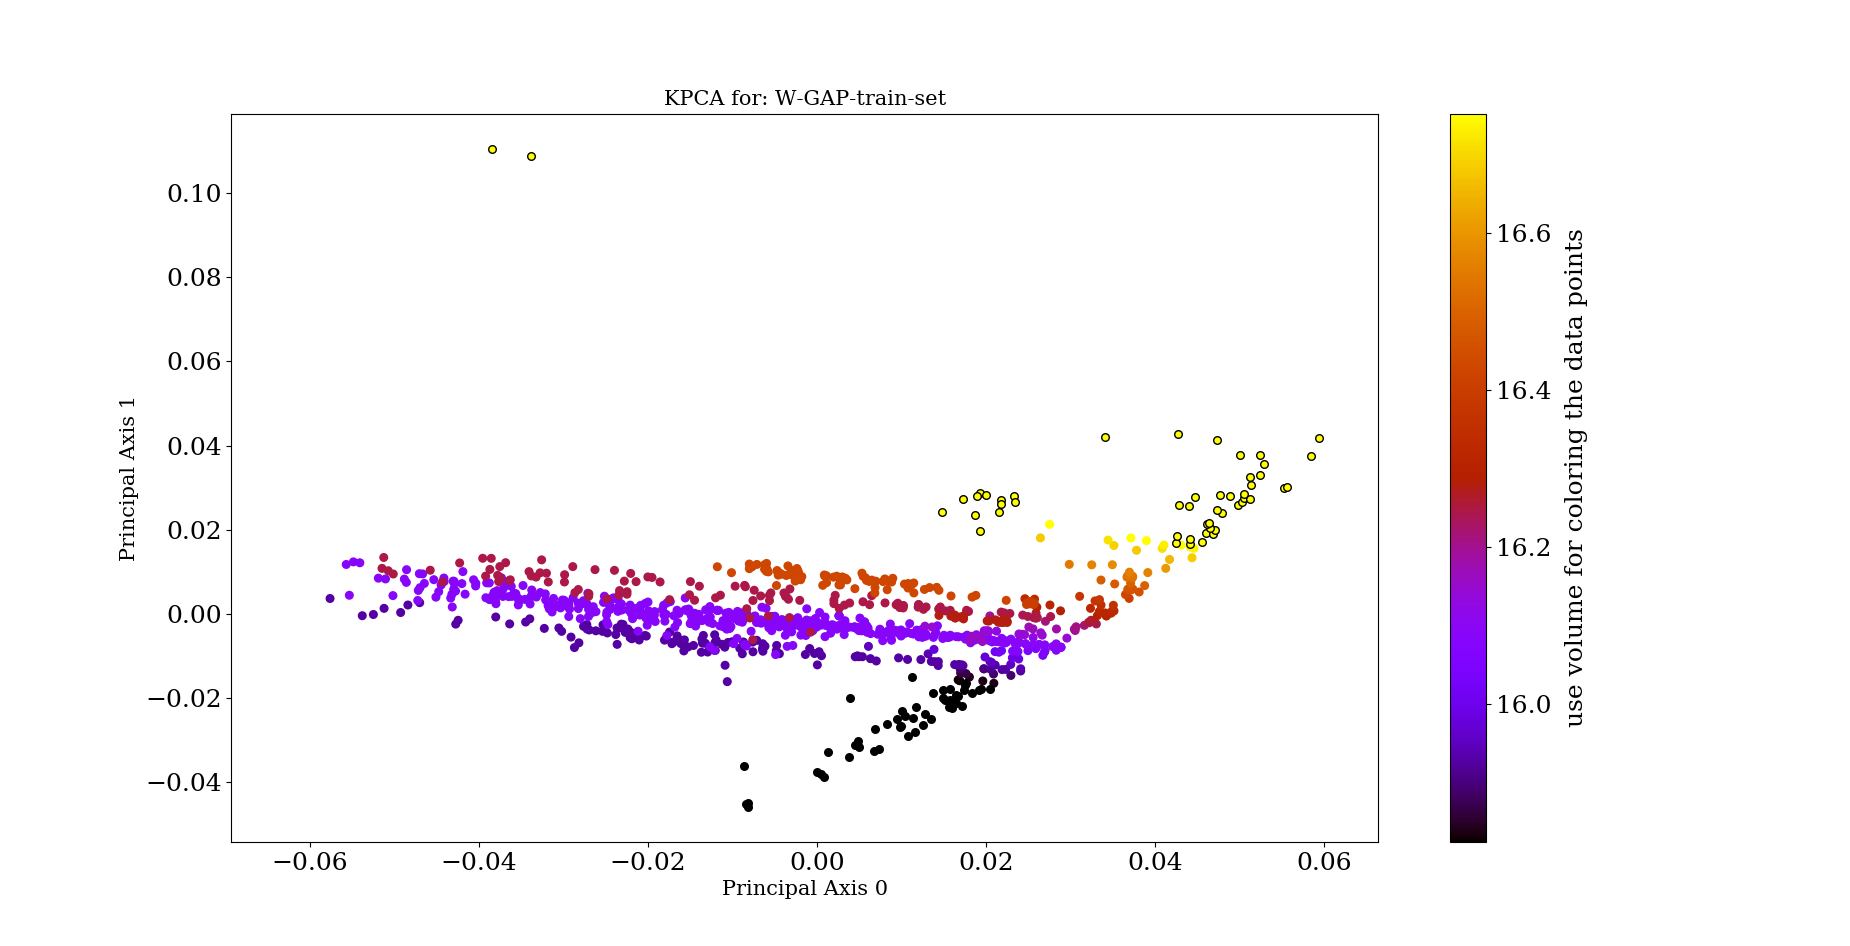 KPCA for: W-GAP-train-set
Principal Axis 1
0.10
0.08
0.06
0.04
0.02
0.00
−0.02
−0.04
−0.06 −0.04 −0.02 0.00 0.02 0.04 0.06
Principal Axis 0
16.6
16.4
16.2
16.0
use volume for coloring the data points